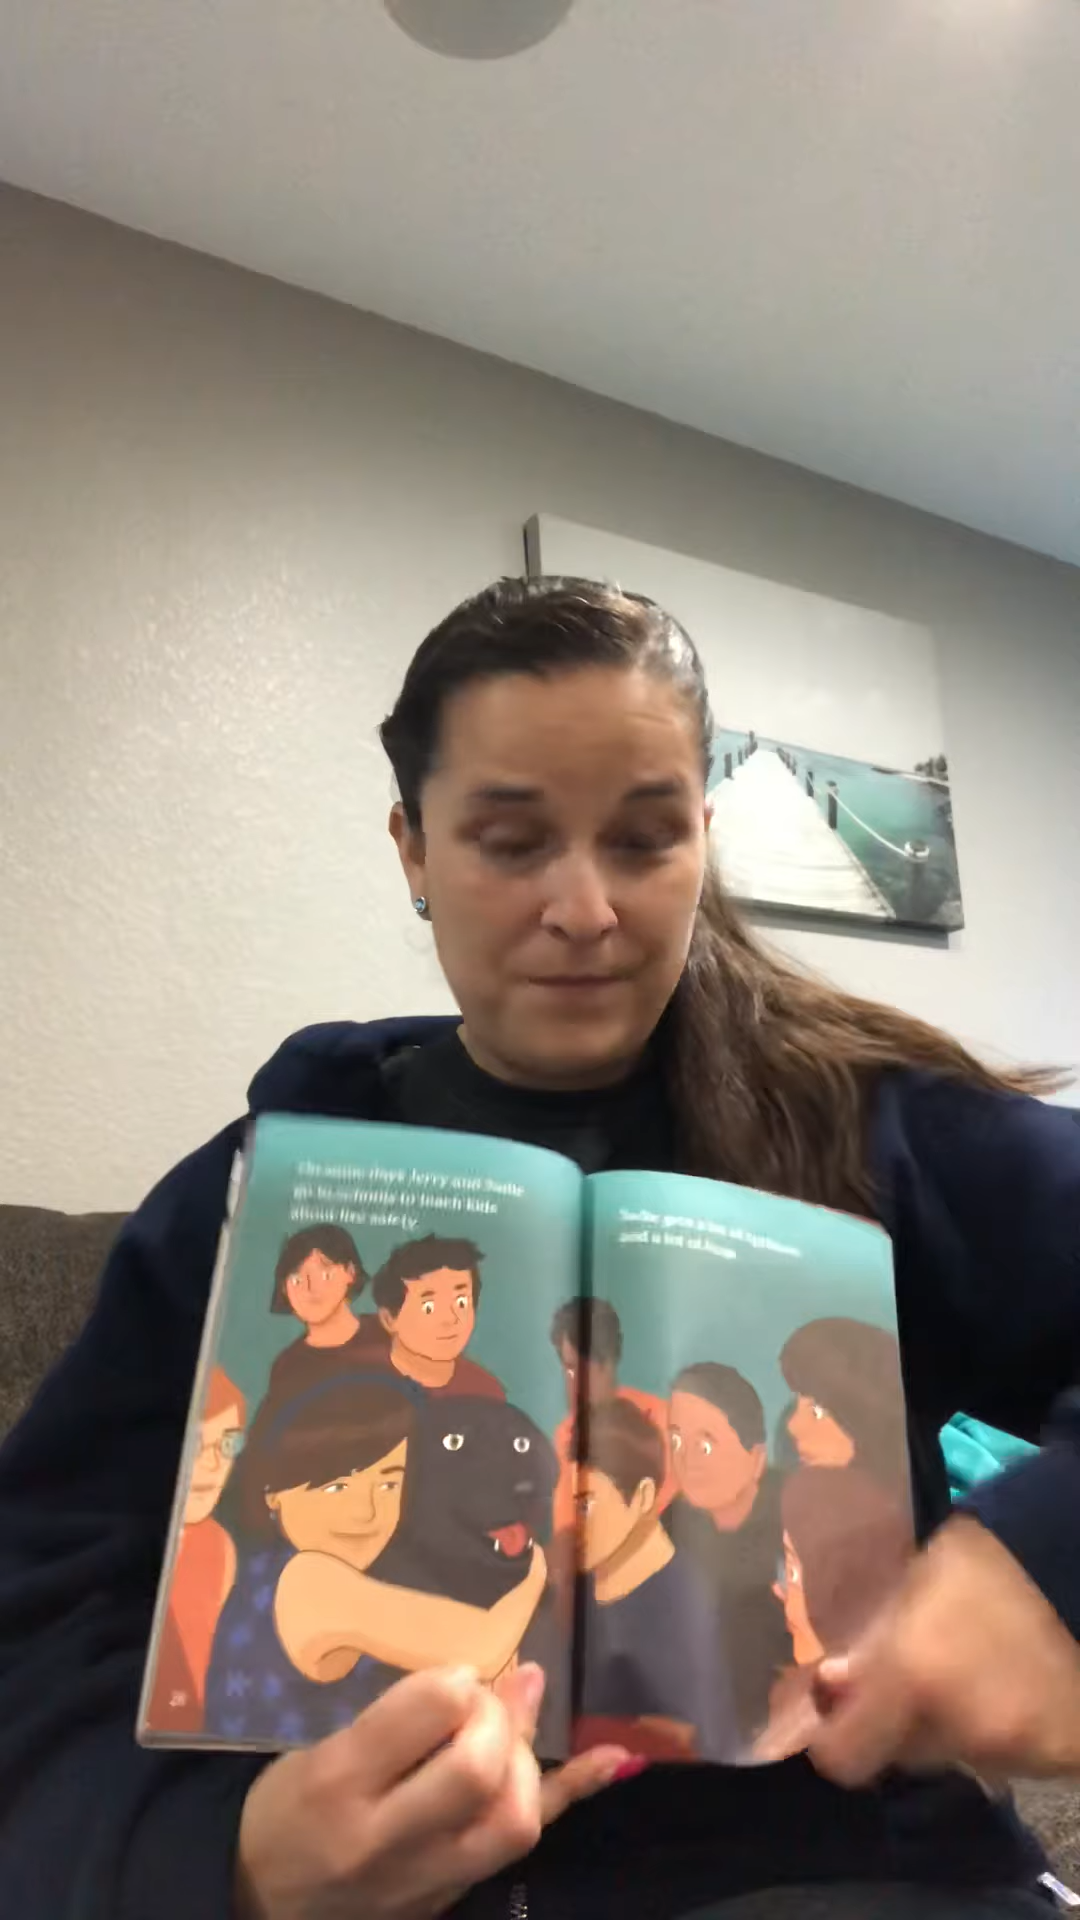 On some days Jerry and Sadie
go to schools to teach kids
about fire safety.
Sadie gets a lot of
and a lot of hugs.
28